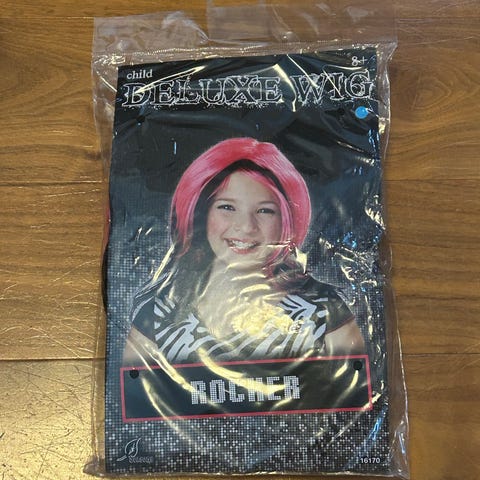 child
8+
DELUXE WIG
ROCKER
16170